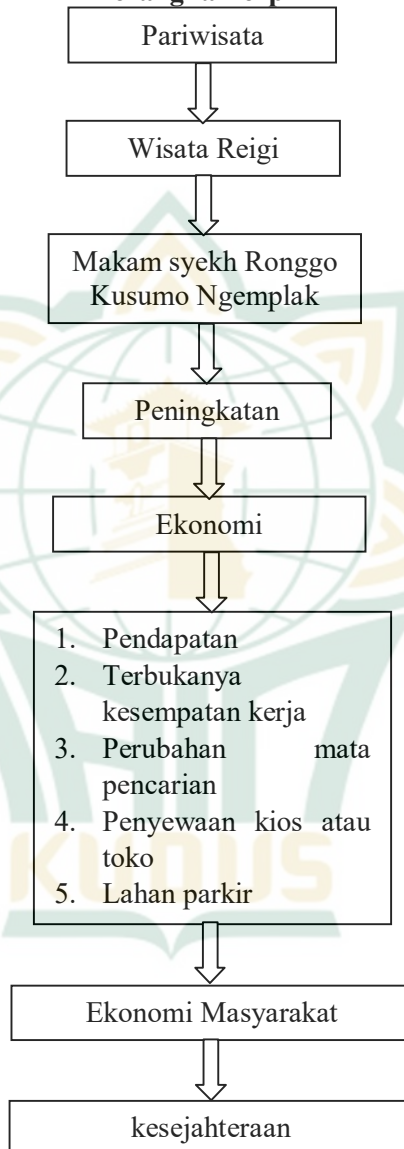 Pariwisata
Wisata Reigi
Makam syekh Ronggo
Kusumo Ngemplak
Peningkatan
Ekonomi
1. Pendapatan
2. Terbukanya
kesempatan kerja
3. Perubahan mata
pencarian
4. Penyewaan kios atau
toko
5. Lahan parkir
KUDUS
Ekonomi Masyarakat
kesejahteraan